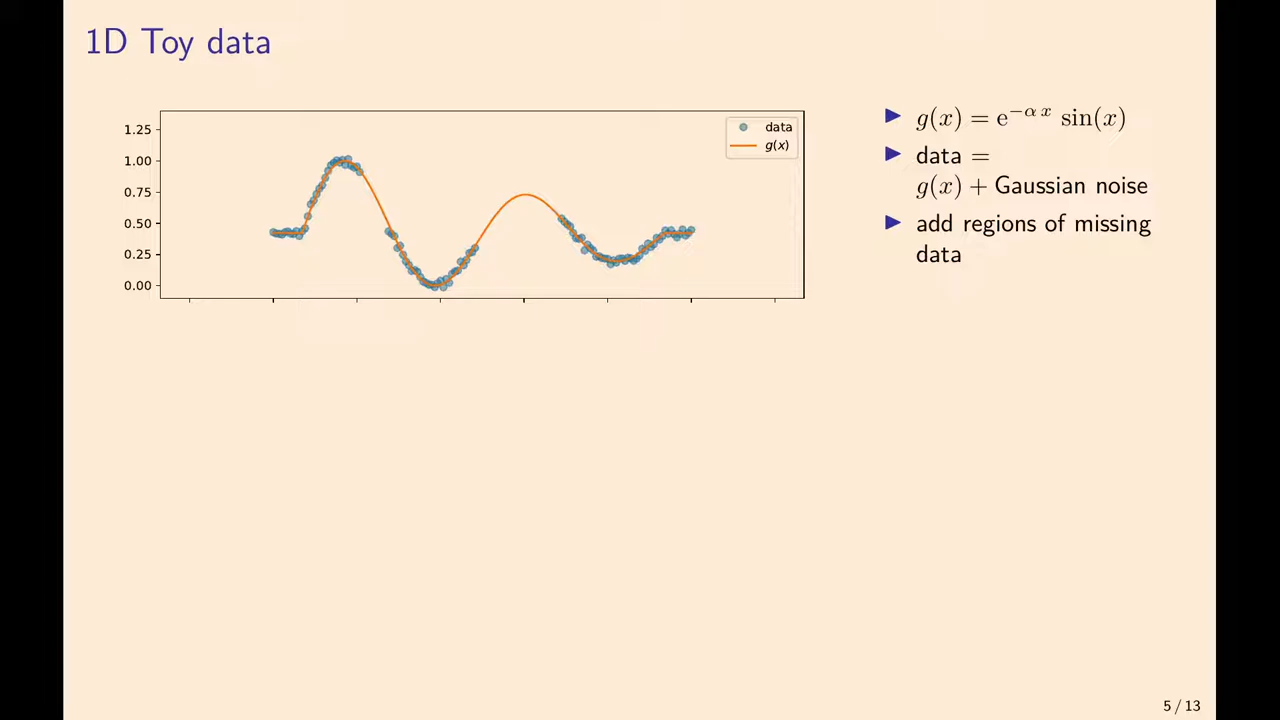 1D Toy data
1.25
1.00
0.75
0.50
0.25
0.00
data
g(x)
▶ g(x) = e^{−α x} sin(x)
▶ data =
g(x) + Gaussian noise
▶ add regions of missing
data
5 / 13